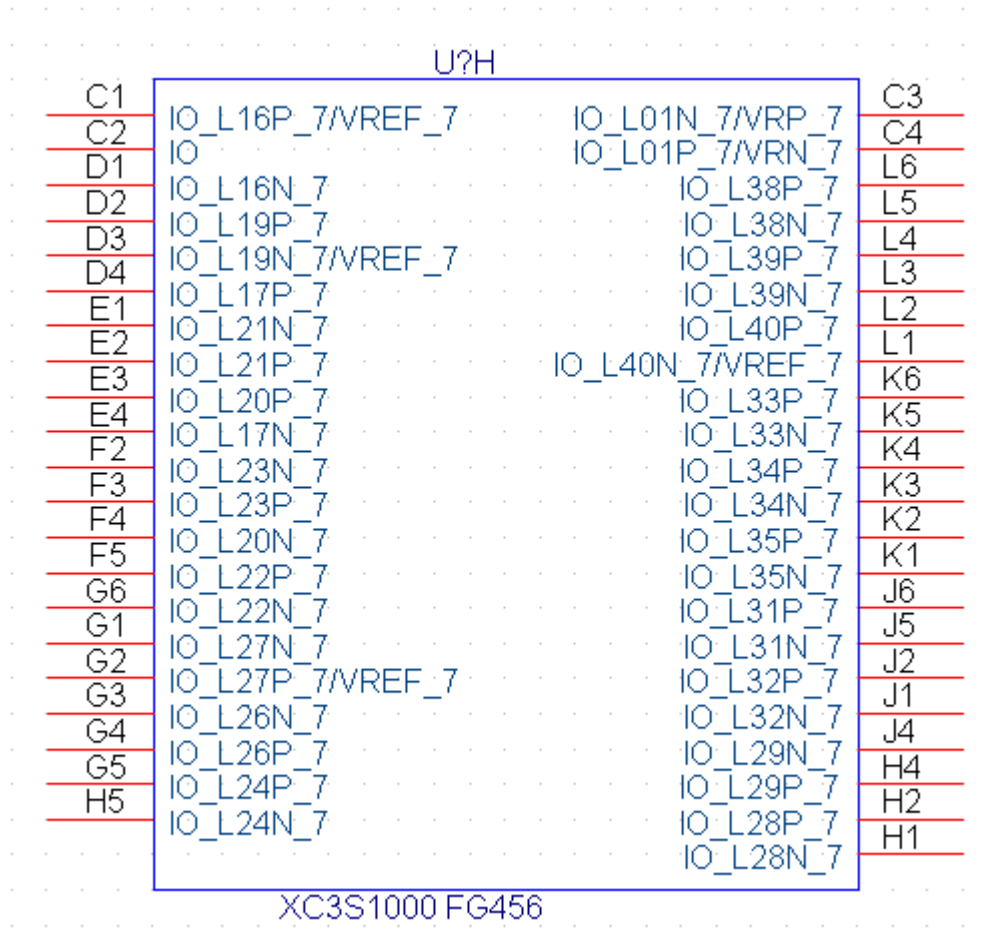 U?H
C1 IO_L16P_7/VREF_7 IO_L01N_7/VRP_7 C3
C2 IO IO_L01P_7/VRN_7 C4
D1 IO_L16N_7 IO_L38P_7 L6
D2 IO_L19P_7 IO_L38N_7 L5
D3 IO_L19N_7/VREF_7 IO_L39P_7 L4
D4 IO_L17P_7 IO_L39N_7 L3
E1 IO_L21N_7 IO_L40P_7 L2
E2 IO_L21P_7 IO_L40N_7/VREF_7 L1
E3 IO_L20P_7 IO_L33P_7 K6
E4 IO_L17N_7 IO_L33N_7 K5
F2 IO_L23N_7 IO_L34P_7 K4
F3 IO_L23P_7 IO_L34N_7 K3
F4 IO_L20N_7 IO_L35P_7 K2
F5 IO_L22P_7 IO_L35N_7 K1
G6 IO_L22N_7 IO_L31P_7 J6
G1 IO_L27N_7 IO_L31N_7 J5
G2 IO_L27P_7/VREF_7 IO_L32P_7 J2
G3 IO_L26N_7 IO_L32N_7 J1
G4 IO_L26P_7 IO_L29N_7 J4
G5 IO_L24P_7 IO_L29P_7 H4
H5 IO_L24N_7 IO_L28P_7 H2
IO_L28N_7 H1
XC3S1000 FG456